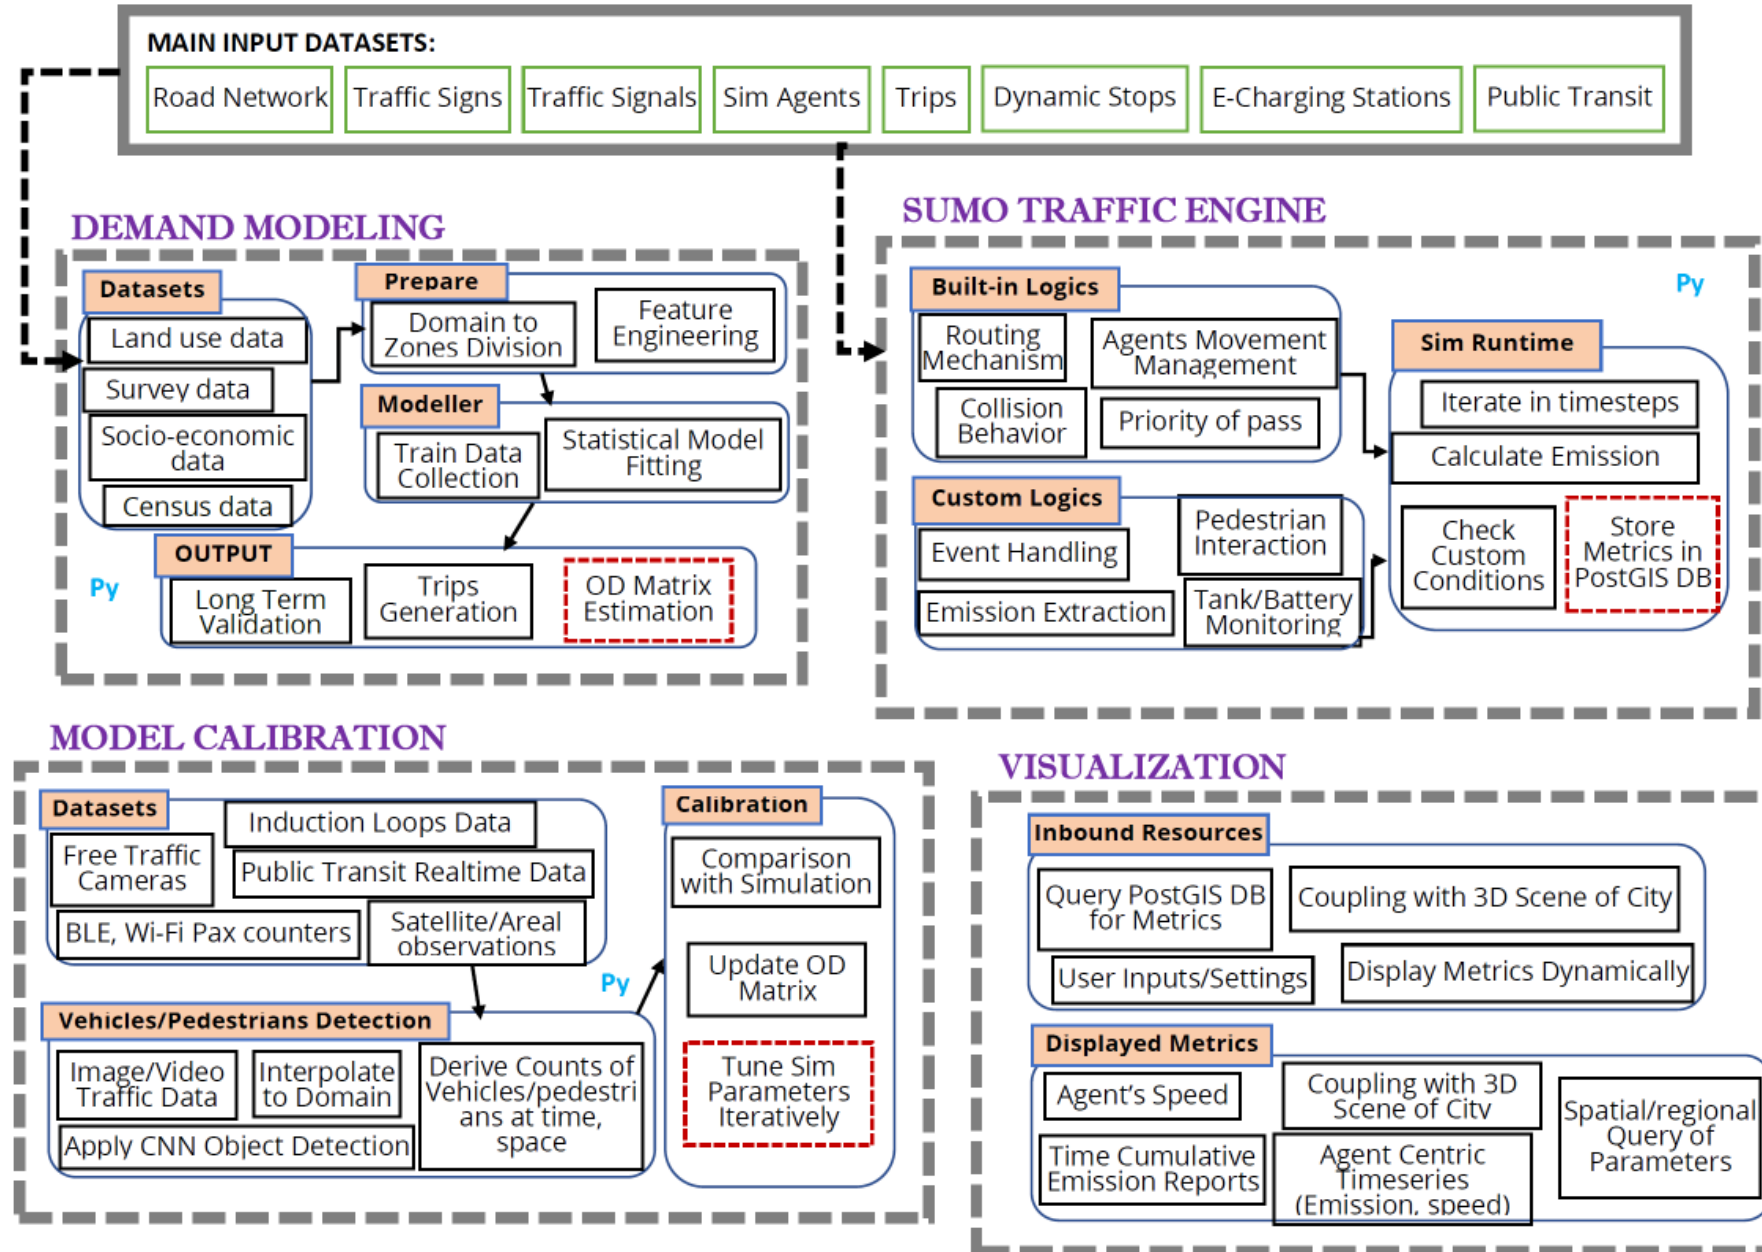 MAIN INPUT DATASETS:
Road Network
Traffic Signs
Traffic Signals
Sim Agents
Trips
Dynamic Stops
E-Charging Stations
Public Transit
DEMAND MODELING
Datasets
Land use data
Survey data
Socio-economic
data
Census data
Prepare
Domain to
Zones Division
Feature
Engineering
Modeller
Train Data
Collection
Statistical Model
Fitting
OUTPUT
Long Term
Validation
Trips
Generation
OD Matrix
Estimation
Py
SUMO TRAFFIC ENGINE
Py
Built-in Logics
Routing
Mechanism
Agents Movement
Management
Collision
Behavior
Priority of pass
Custom Logics
Event Handling
Pedestrian
Interaction
Emission Extraction
Tank/Battery
Monitoring
Sim Runtime
Iterate in timesteps
Calculate Emission
Check
Custom
Conditions
Store
Metrics in
PostGIS DB
MODEL CALIBRATION
Datasets
Induction Loops Data
Free Traffic
Cameras
Public Transit Realtime Data
BLE, Wi-Fi Pax counters
Satellite/Areal
observations
Py
Vehicles/Pedestrians Detection
Image/Video
Traffic Data
Interpolate
to Domain
Derive Counts of
Vehicles/pedestri
ans at time,
space
Apply CNN Object Detection
Calibration
Comparison
with Simulation
Update OD
Matrix
Tune Sim
Parameters
Iteratively
VISUALIZATION
Inbound Resources
Query PostGIS DB
for Metrics
Coupling with 3D Scene of City
User Inputs/Settings
Display Metrics Dynamically
Displayed Metrics
Agent's Speed
Coupling with 3D
Scene of City
Spatial/regional
Query of
Parameters
Time Cumulative
Emission Reports
Agent Centric
Timeseries
(Emission, speed)